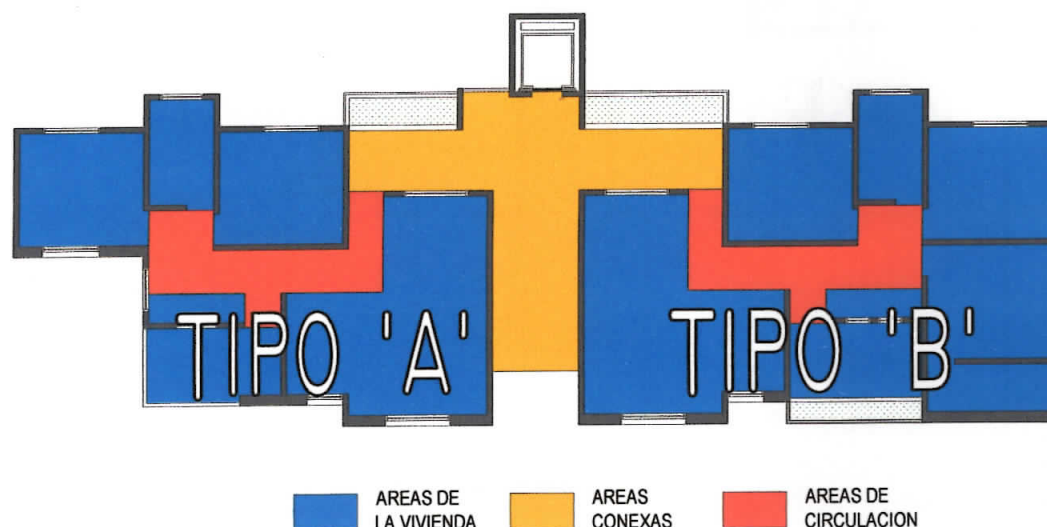 TIPO 'A'
TIPO 'B'
AREAS DE
LA VIVIENDA
AREAS
CONEXAS
AREAS DE
CIRCULACION